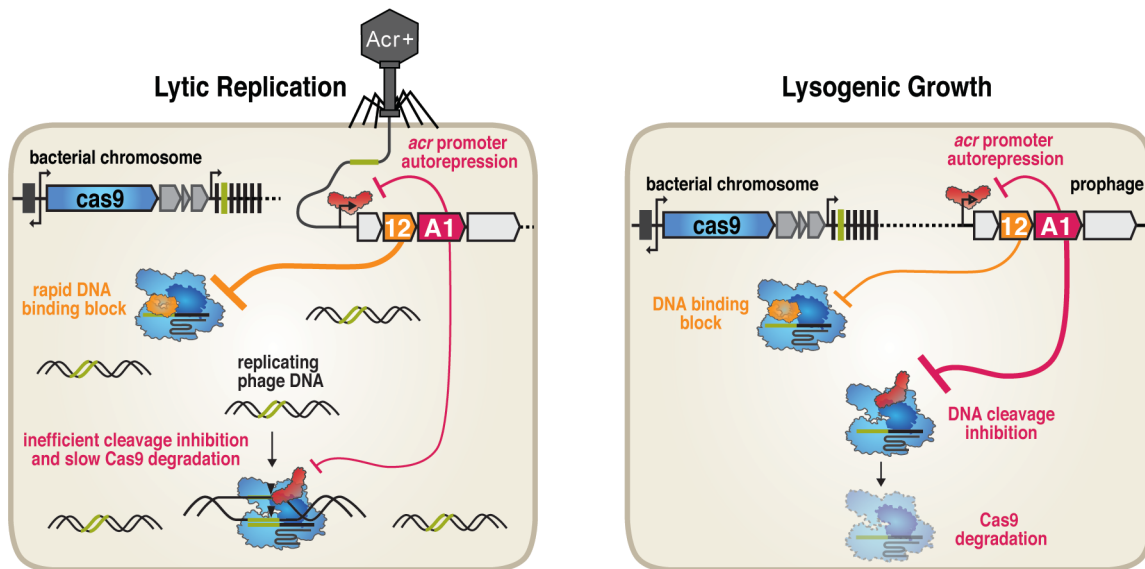 Acr+
Lytic Replication
acr promoter
autorepression
bacterial chromosome
cas9
12
A1
rapid DNA
binding block
replicating
phage DNA
inefficient cleavage inhibition
and slow Cas9 degradation
Lysogenic Growth
acr promoter
autorepression
bacterial chromosome
prophage
cas9
12
A1
DNA binding
block
DNA cleavage
inhibition
Cas9
degradation